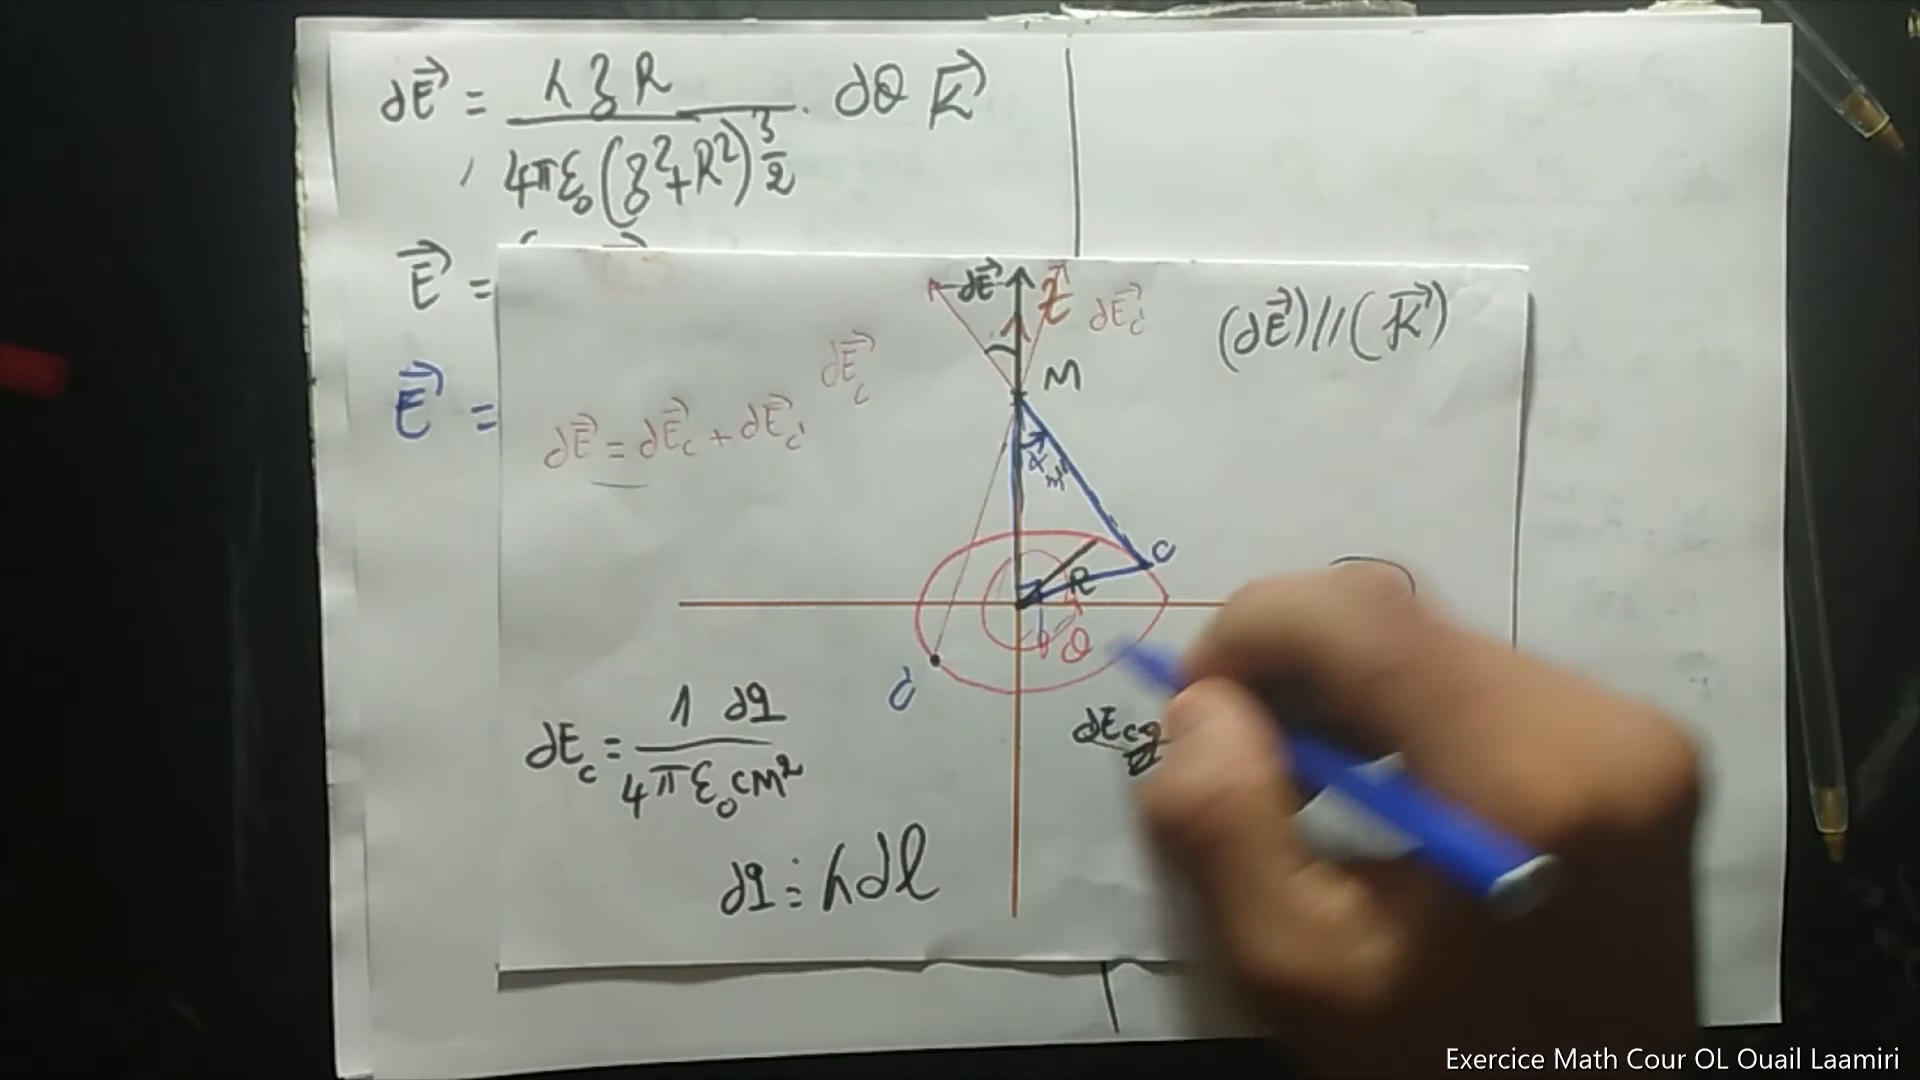 dE⃗ = λzR / 4πε₀(z²+R²)^(3/2) · dθ k⃗
E⃗ =
E⃗ =
dE⃗ z⃗ dE⃗c' (dE⃗)//(k⃗)
dE⃗c M
dE⃗ = dE⃗c + dE⃗c'
α
c
R
θ
c'
dEc = 1 dq / 4πε₀ cM²
dq = λdl
Exercice Math Cour OL Ouail Laamiri